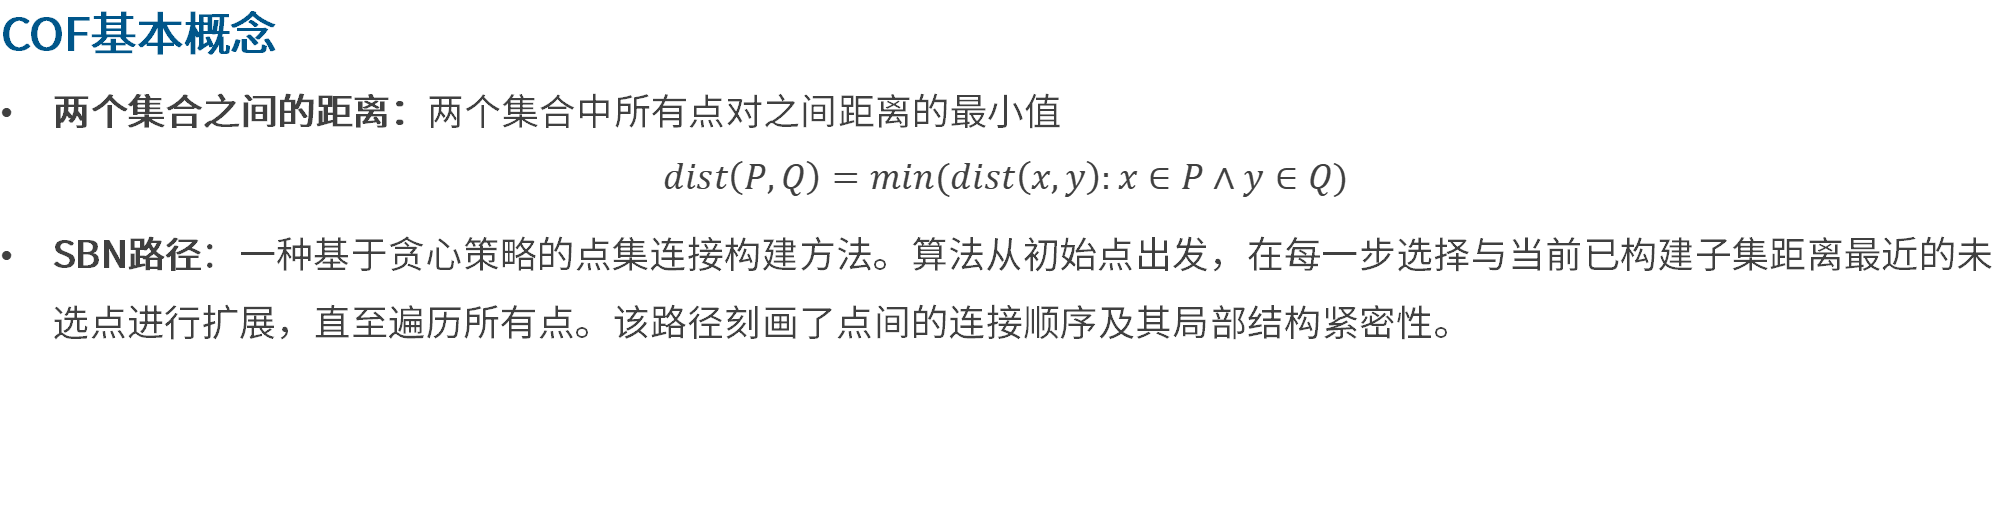 COF基本概念
• 两个集合之间的距离：两个集合中所有点对之间距离的最小值
dist(P, Q) = min(dist(x, y): x ∈ P ∧ y ∈ Q)
• SBN路径：一种基于贪心策略的点集连接构建方法。算法从初始点出发，在每一步选择与当前已构建子集距离最近的未
选点进行扩展，直至遍历所有点。该路径刻画了点间的连接顺序及其局部结构紧密性。